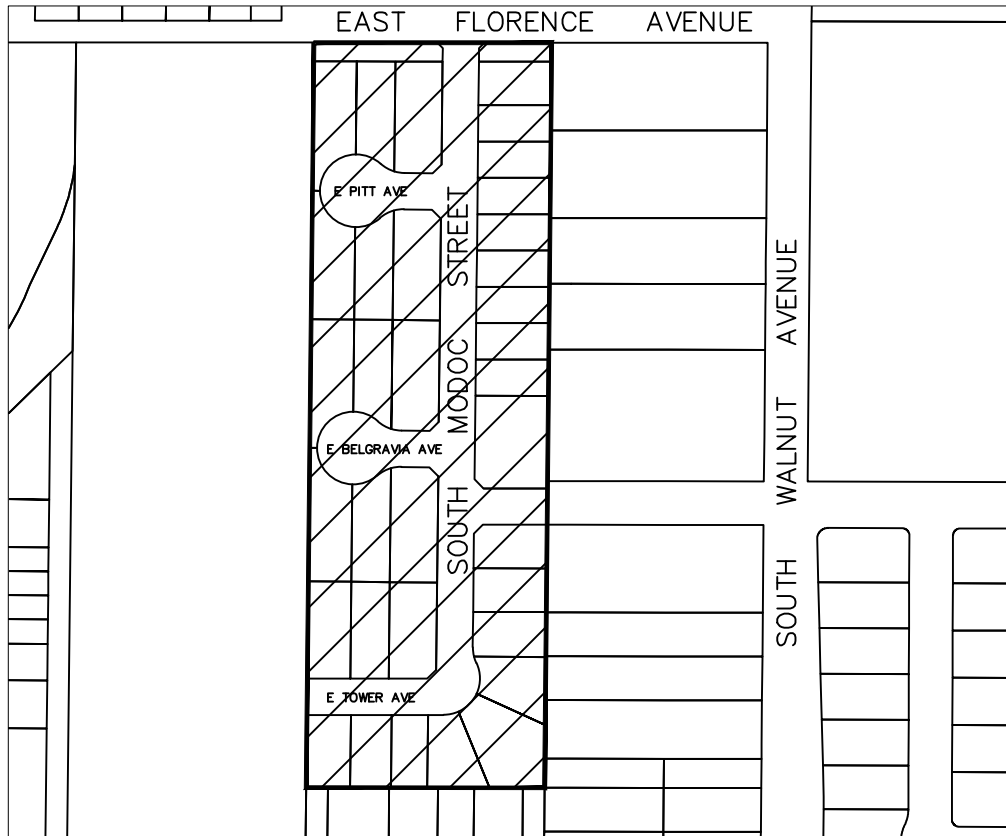 EAST FLORENCE AVENUE
E PITT AVE
E BELGRAVIA AVE
E TOWER AVE
SOUTH MODOC STREET
SOUTH WALNUT AVENUE